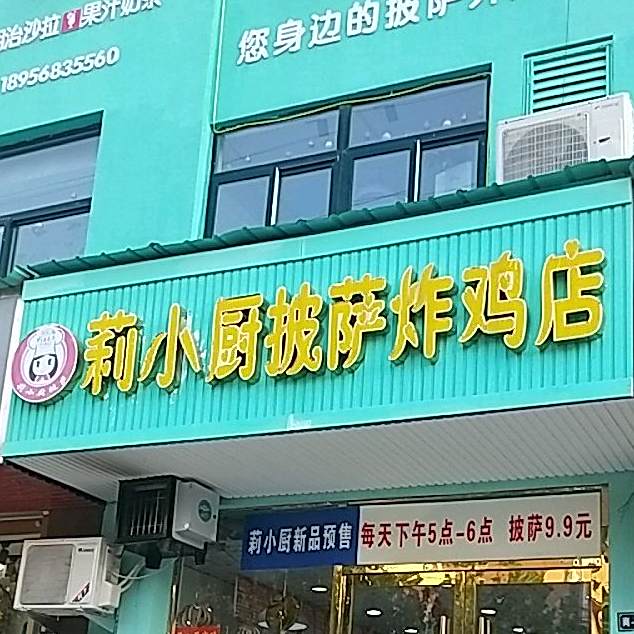 治沙拉 果汁奶茶
18956835560
您身边的披萨
莉小厨披萨炸鸡店
莉小厨新品预售 每天下午5点-6点 披萨9.9元